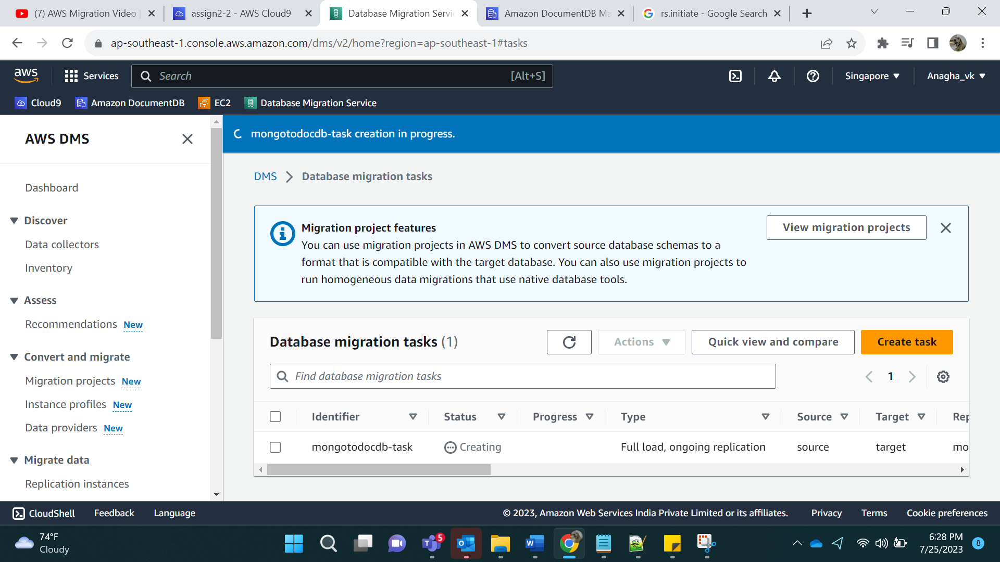 (7) AWS Migration Video
assign2-2 - AWS Cloud9
Database Migration Servic
Amazon DocumentDB Ma
rs.initiate - Google Search
ap-southeast-1.console.aws.amazon.com/dms/v2/home?region=ap-southeast-1#tasks
aws
Services
Search
[Alt+S]
Singapore
Anagha_vk
Cloud9
Amazon DocumentDB
EC2
Database Migration Service
AWS DMS
Dashboard
Discover
Data collectors
Inventory
Assess
Recommendations New
Convert and migrate
Migration projects New
Instance profiles New
Data providers New
Migrate data
Replication instances
mongotodocdb-task creation in progress.
DMS
Database migration tasks
Migration project features
You can use migration projects in AWS DMS to convert source database schemas to a
format that is compatible with the target database. You can also use migration projects to
run homogeneous data migrations that use native database tools.
View migration projects
Database migration tasks (1)
Actions
Quick view and compare
Create task
Find database migration tasks
1
Identifier
Status
Progress
Type
Source
Target
Rep
mongotodocdb-task
Creating
Full load, ongoing replication
source
target
mo
CloudShell
Feedback
Language
© 2023, Amazon Web Services India Private Limited or its affiliates.
Privacy
Terms
Cookie preferences
74°F
Cloudy
5
6:28 PM
7/25/2023
8